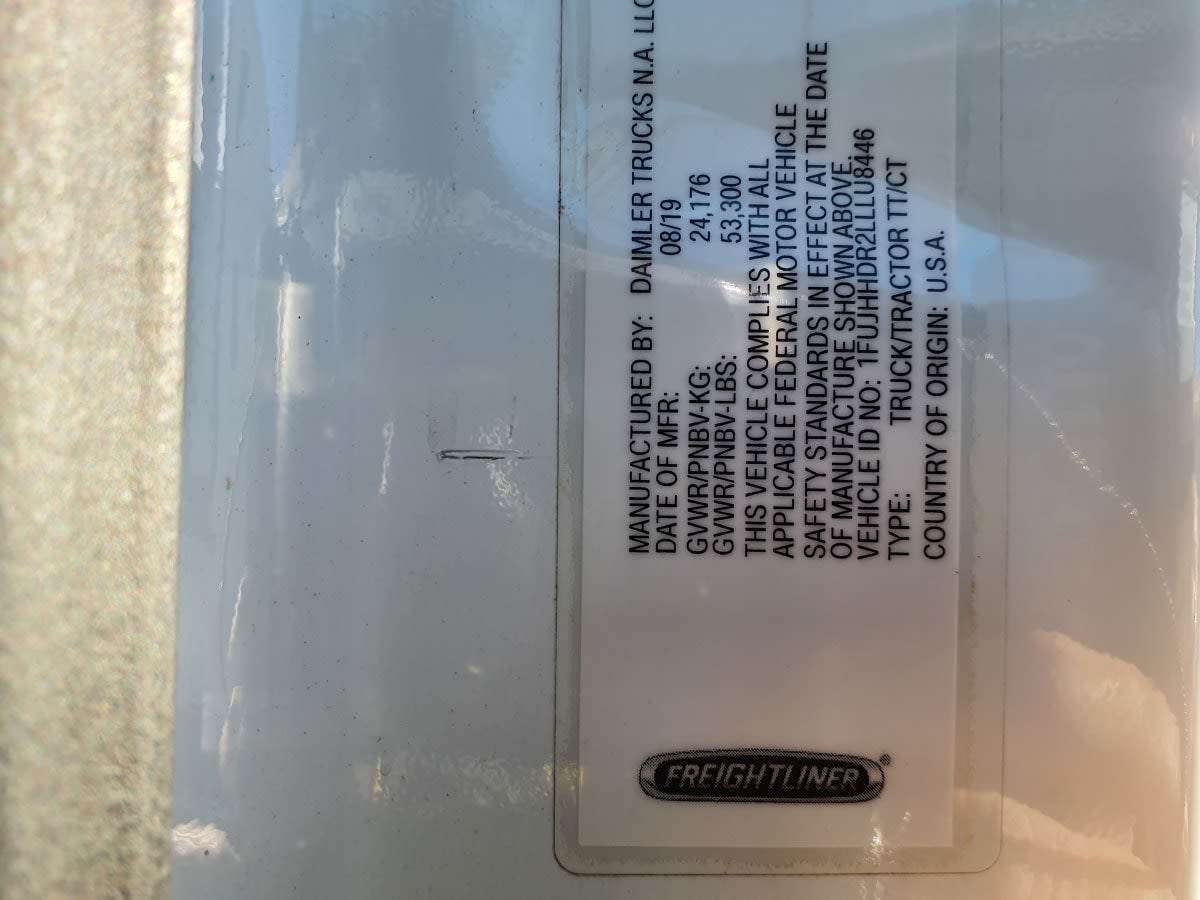 MANUFACTURED BY: DAIMLER TRUCKS N.A. LLC
DATE OF MFR: 08/19
GVWR/PNBV-KG: 24,176
GVWR/PNBV-LBS: 53,300
THIS VEHICLE COMPLIES WITH ALL
APPLICABLE FEDERAL MOTOR VEHICLE
SAFETY STANDARDS IN EFFECT AT THE DATE
OF MANUFACTURE SHOWN ABOVE.
VEHICLE ID NO: 1FUJHHDR2LLLU8446
TYPE: TRUCK/TRACTOR TT/CT
COUNTRY OF ORIGIN: U.S.A.
FREIGHTLINER®